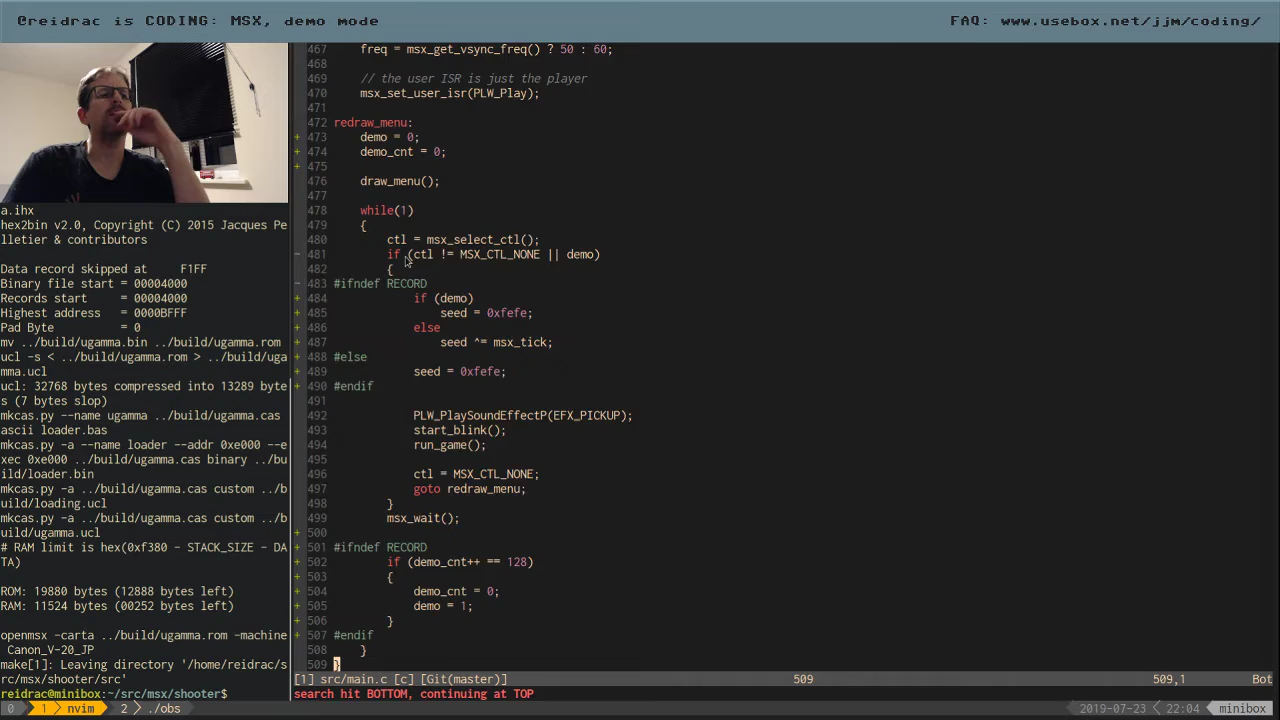 @reidrac is CODING: MSX, demo mode
FAQ: www.usebox.net/jjm/coding/
a.ihx
hex2bin v2.0, Copyright (C) 2015 Jacques Pe
lletier & contributors
Data record skipped at     F1FF
Binary file start = 00004000
Records start     = 00004000
Highest address   = 0000BFFF
Pad Byte          = 0
mv ../build/ugamma.bin ../build/ugamma.rom
ucl -s < ../build/ugamma.rom > ../build/uga
mma.ucl
ucl: 32768 bytes compressed into 13289 byte
s (7 bytes slop)
mkcas.py --name ugamma ../build/ugamma.cas
ascii loader.bas
mkcas.py -a --name loader --addr 0xe000 --e
xec 0xe000 ../build/ugamma.cas binary ../bu
ild/loader.bin
mkcas.py -a ../build/ugamma.cas custom ../b
uild/loading.ucl
mkcas.py -a ../build/ugamma.cas custom ../b
uild/ugamma.ucl
# RAM limit is hex(0xf380 - STACK_SIZE - DA
TA)
ROM: 19880 bytes (12888 bytes left)
RAM: 11524 bytes (00252 bytes left)
openmsx -carta ../build/ugamma.rom -machine
Canon_V-20_JP
make[1]: Leaving directory '/home/reidrac/s
rc/msx/shooter/src'
reidrac@minibox:~/src/msx/shooter$
467     freq = msx_get_vsync_freq() ? 50 : 60;
468
469     // the user ISR is just the player
470     msx_set_user_isr(PLW_Play);
471
472 redraw_menu:
+ 473     demo = 0;
+ 474     demo_cnt = 0;
+ 475
476     draw_menu();
477
478     while(1)
479     {
480         ctl = msx_select_ctl();
~ 481         if (ctl != MSX_CTL_NONE || demo)
482         {
~ 483 #ifndef RECORD
+ 484             if (demo)
+ 485                 seed = 0xfefe;
+ 486             else
+ 487                 seed ^= msx_tick;
+ 488 #else
+ 489             seed = 0xfefe;
+ 490 #endif
491
492             PLW_PlaySoundEffectP(EFX_PICKUP);
493             start_blink();
494             run_game();
495
496             ctl = MSX_CTL_NONE;
497             goto redraw_menu;
498         }
499         msx_wait();
+ 500
+ 501 #ifndef RECORD
+ 502         if (demo_cnt++ == 128)
+ 503         {
+ 504             demo_cnt = 0;
+ 505             demo = 1;
+ 506         }
+ 507 #endif
508     }
509 }
[1] src/main.c [c] [Git(master)] 509 509,1 Bot
search hit BOTTOM, continuing at TOP
0 1 nvim 2 ./obs 2019-07-23 22:04 minibox